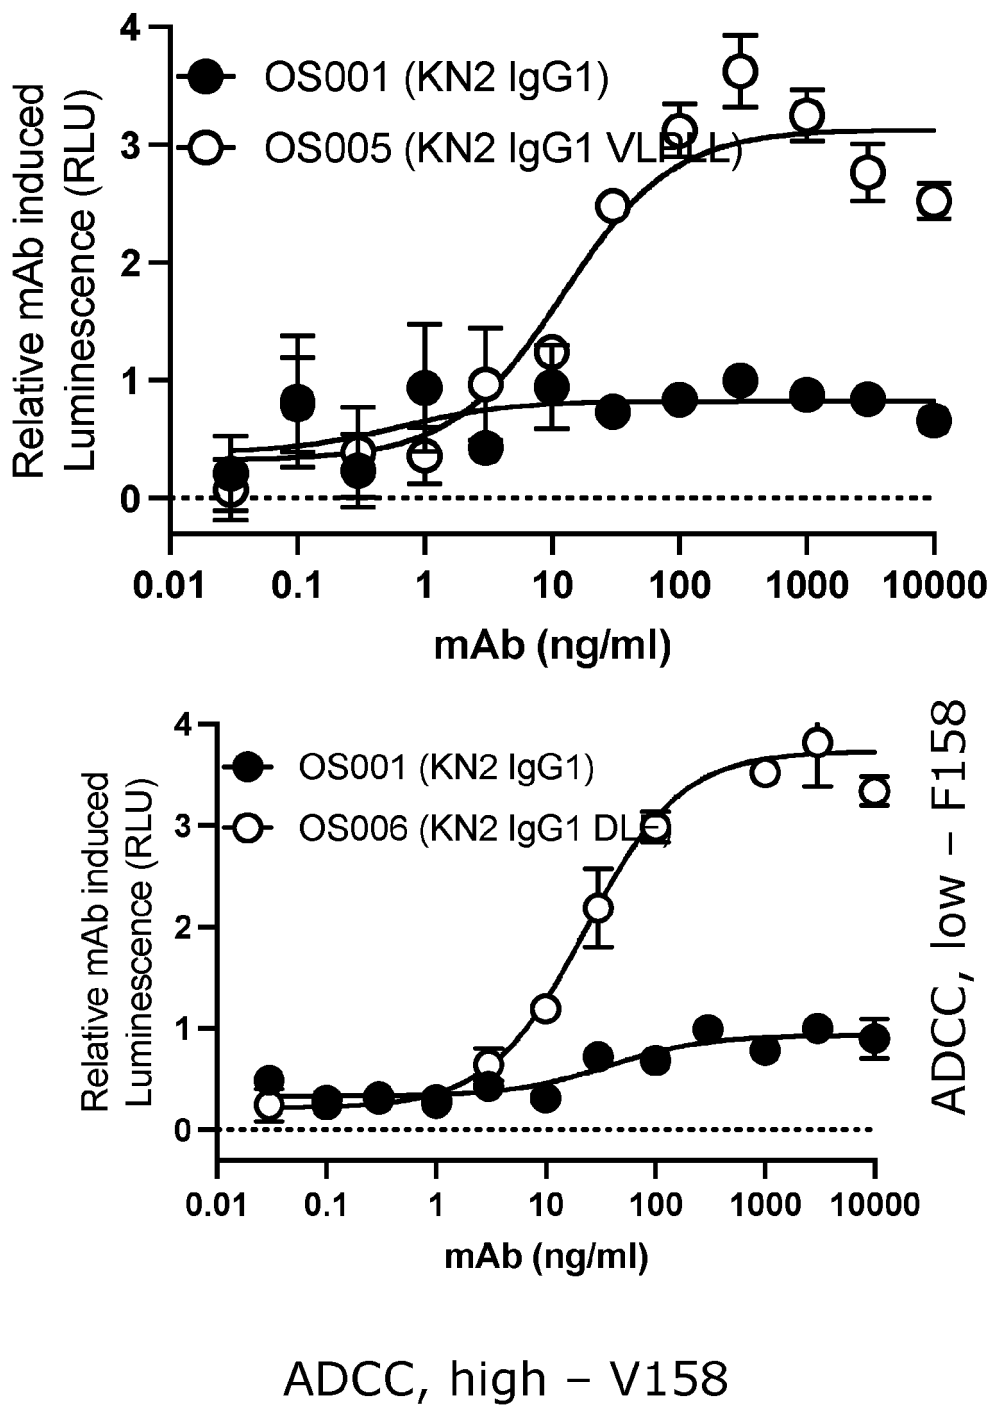 4
OS001 (KN2 IgG1)
3
OS005 (KN2 IgG1 VLPLL)
2
1
0
Relative mAb induced
Luminescence (RLU)
0.01 0.1 1 10 100 1000 10000
mAb (ng/ml)
4
OS001 (KN2 IgG1)
3
OS006 (KN2 IgG1
2
1
0
Relative mAb induced
Luminescence (RLU)
0.01 0.1 1 10 100 1000 10000
mAb (ng/ml)
ADCC, low – F158
ADCC, high – V158